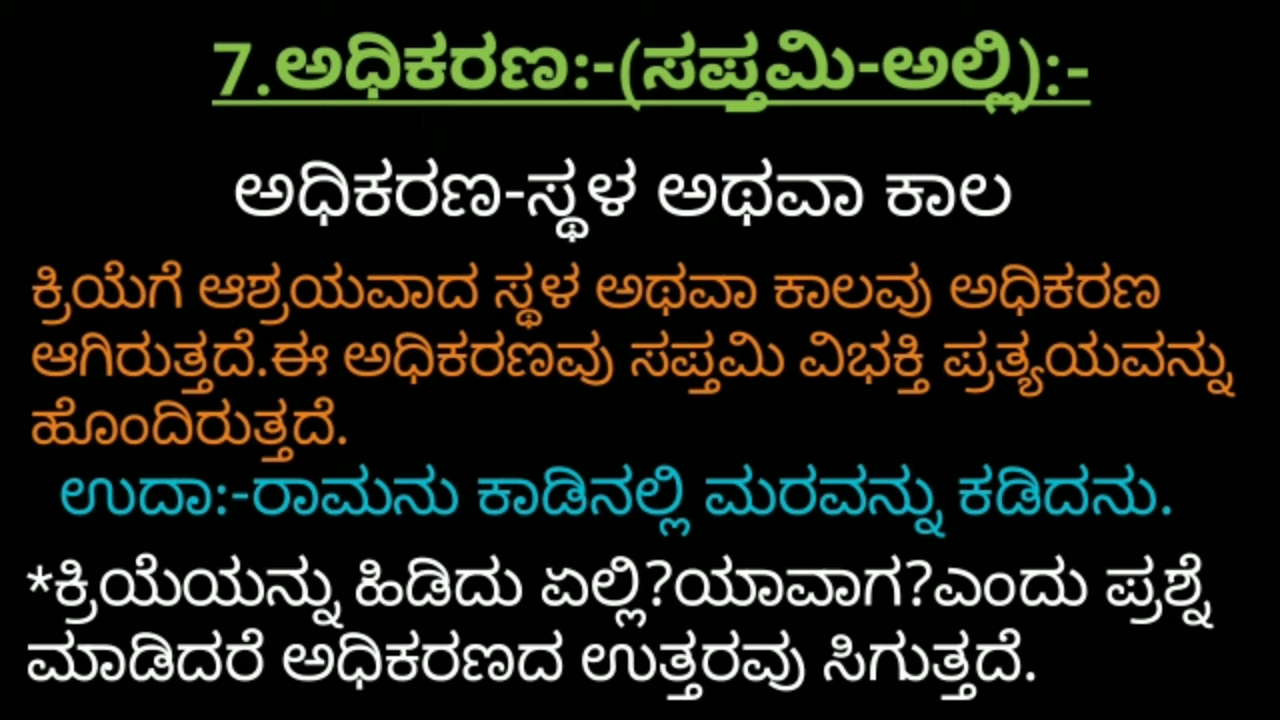 7.ಅಧಿಕರಣ:-(ಸಪ್ತಮಿ-ಅಲ್ಲಿ):-
ಅಧಿಕರಣ-ಸ್ಥಳ ಅಥವಾ ಕಾಲ
ಕ್ರಿಯೆಗೆ ಆಶ್ರಯವಾದ ಸ್ಥಳ ಅಥವಾ ಕಾಲವು ಅಧಿಕರಣ
ಆಗಿರುತ್ತದೆ.ಈ ಅಧಿಕರಣವು ಸಪ್ತಮಿ ವಿಭಕ್ತಿ ಪ್ರತ್ಯಯವನ್ನು
ಹೊಂದಿರುತ್ತದೆ.
ಉದಾ:-ರಾಮನು ಕಾಡಿನಲ್ಲಿ ಮರವನ್ನು ಕಡಿದನು.
*ಕ್ರಿಯೆಯನ್ನು ಹಿಡಿದು ಏಲ್ಲಿ?ಯಾವಾಗ?ಎಂದು ಪ್ರಶ್ನೆ
ಮಾಡಿದರೆ ಅಧಿಕರಣದ ಉತ್ತರವು ಸಿಗುತ್ತದೆ.